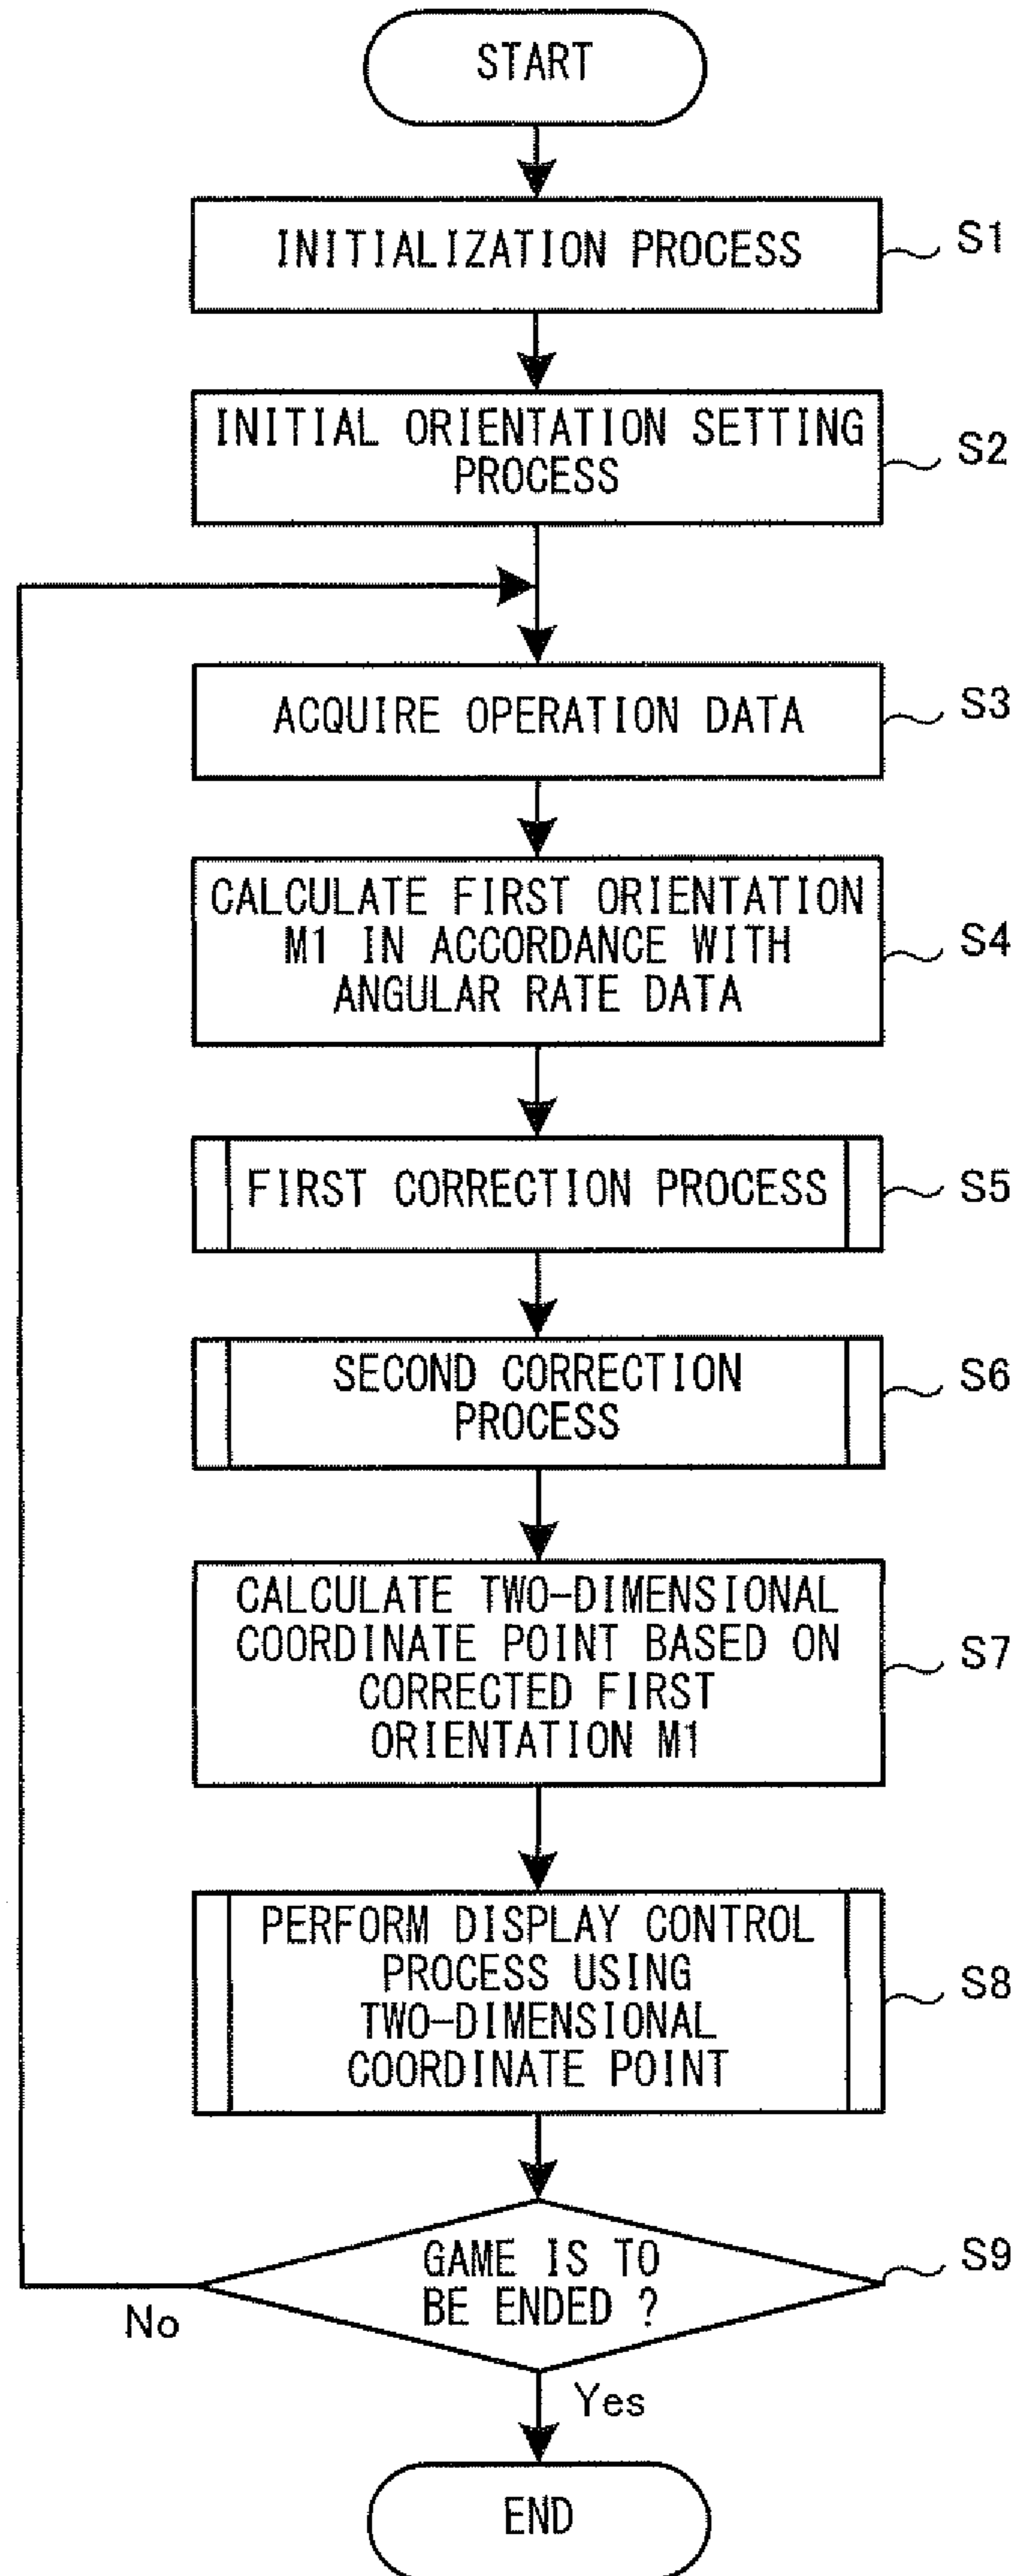 START
INITIALIZATION PROCESS
S1
INITIAL ORIENTATION SETTING
PROCESS
S2
ACQUIRE OPERATION DATA
S3
CALCULATE FIRST ORIENTATION
M1 IN ACCORDANCE WITH
ANGULAR RATE DATA
S4
FIRST CORRECTION PROCESS
S5
SECOND CORRECTION
PROCESS
S6
CALCULATE TWO-DIMENSIONAL
COORDINATE POINT BASED ON
CORRECTED FIRST
ORIENTATION M1
S7
PERFORM DISPLAY CONTROL
PROCESS USING
TWO-DIMENSIONAL
COORDINATE POINT
S8
GAME IS TO
BE ENDED ?
S9
No
Yes
END